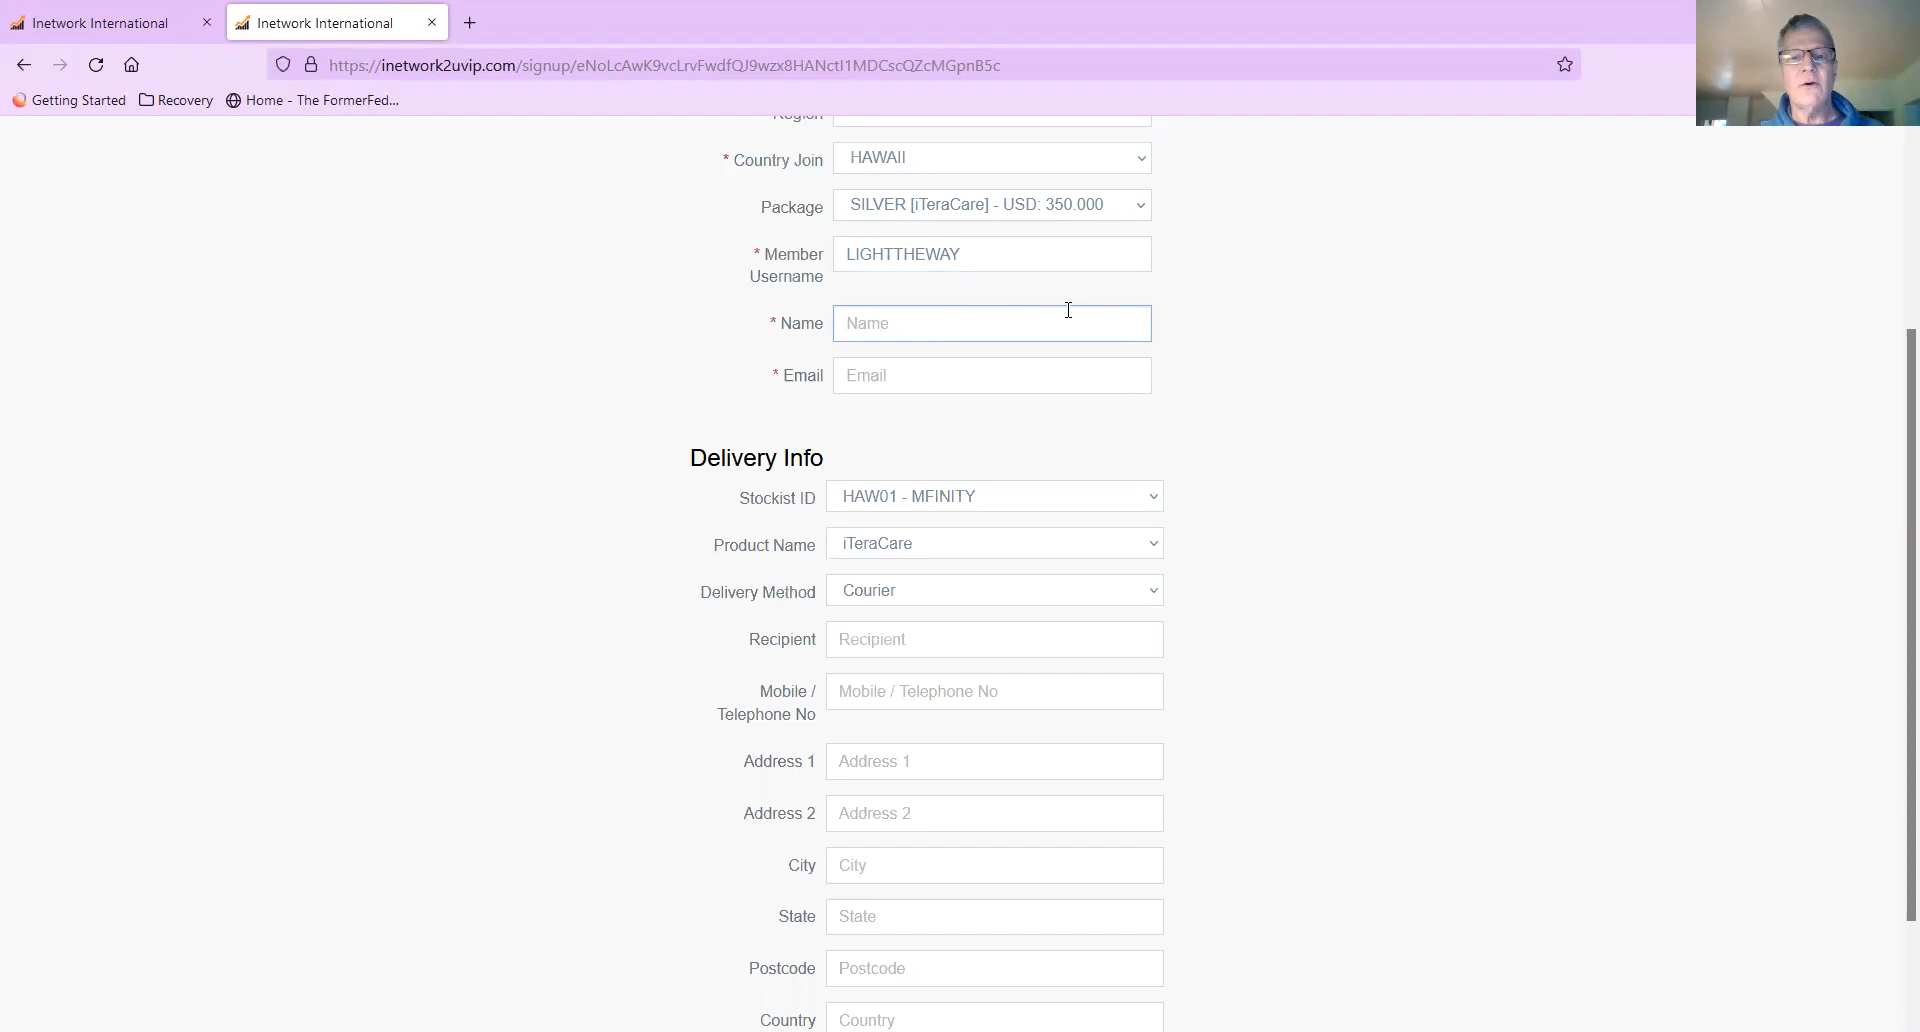 Inetwork International
Inetwork International
https://inetwork2uvip.com/signup/eNoLcAwK9vcLrvFwdfQJ9wzx8HANctI1MDCscQZcMGpnB5c
Getting Started
Recovery
Home - The FormerFed...
Region
* Country Join
HAWAII
Package
SILVER [iTeraCare] - USD: 350.000
* Member
Username
LIGHTTHEWAY
* Name
Name
* Email
Email
Delivery Info
Stockist ID
HAW01 - MFINITY
Product Name
iTeraCare
Delivery Method
Courier
Recipient
Recipient
Mobile /
Telephone No
Mobile / Telephone No
Address 1
Address 1
Address 2
Address 2
City
City
State
State
Postcode
Postcode
Country
Country